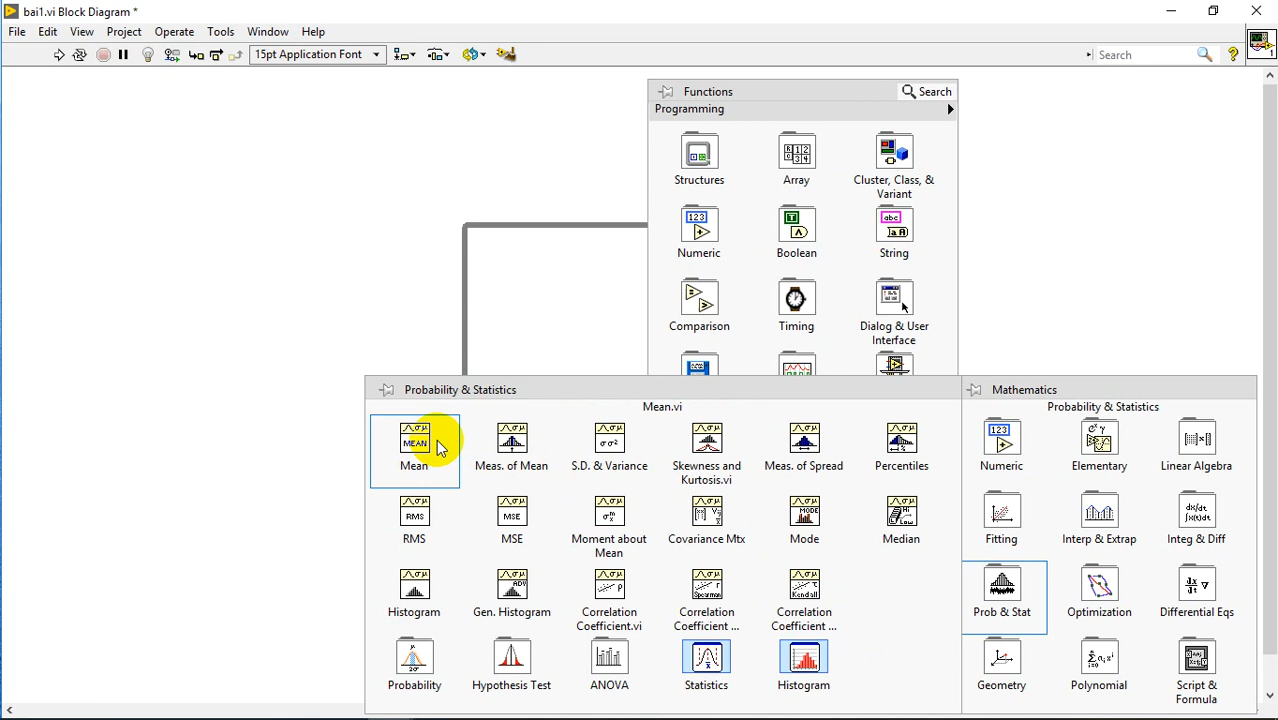 bai1.vi Block Diagram *
File Edit View Project Operate Tools Window Help
15pt Application Font
Search
1
Functions
Search
Programming
Structures
Array
Cluster, Class, &
Variant
Numeric
Boolean
String
Comparison
Timing
Dialog & User
Interface
Probability & Statistics
Mean.vi
Mean
Meas. of Mean
S.D. & Variance
Skewness and
Kurtosis.vi
Meas. of Spread
Percentiles
RMS
MSE
Moment about
Mean
Covariance Mtx
Mode
Median
Histogram
Gen. Histogram
Correlation
Coefficient.vi
Correlation
Coefficient ...
Correlation
Coefficient ...
Probability
Hypothesis Test
ANOVA
Statistics
Histogram
Mathematics
Probability & Statistics
Numeric
Elementary
Linear Algebra
Fitting
Interp & Extrap
Integ & Diff
Prob & Stat
Optimization
Differential Eqs
Geometry
Polynomial
Script &
Formula